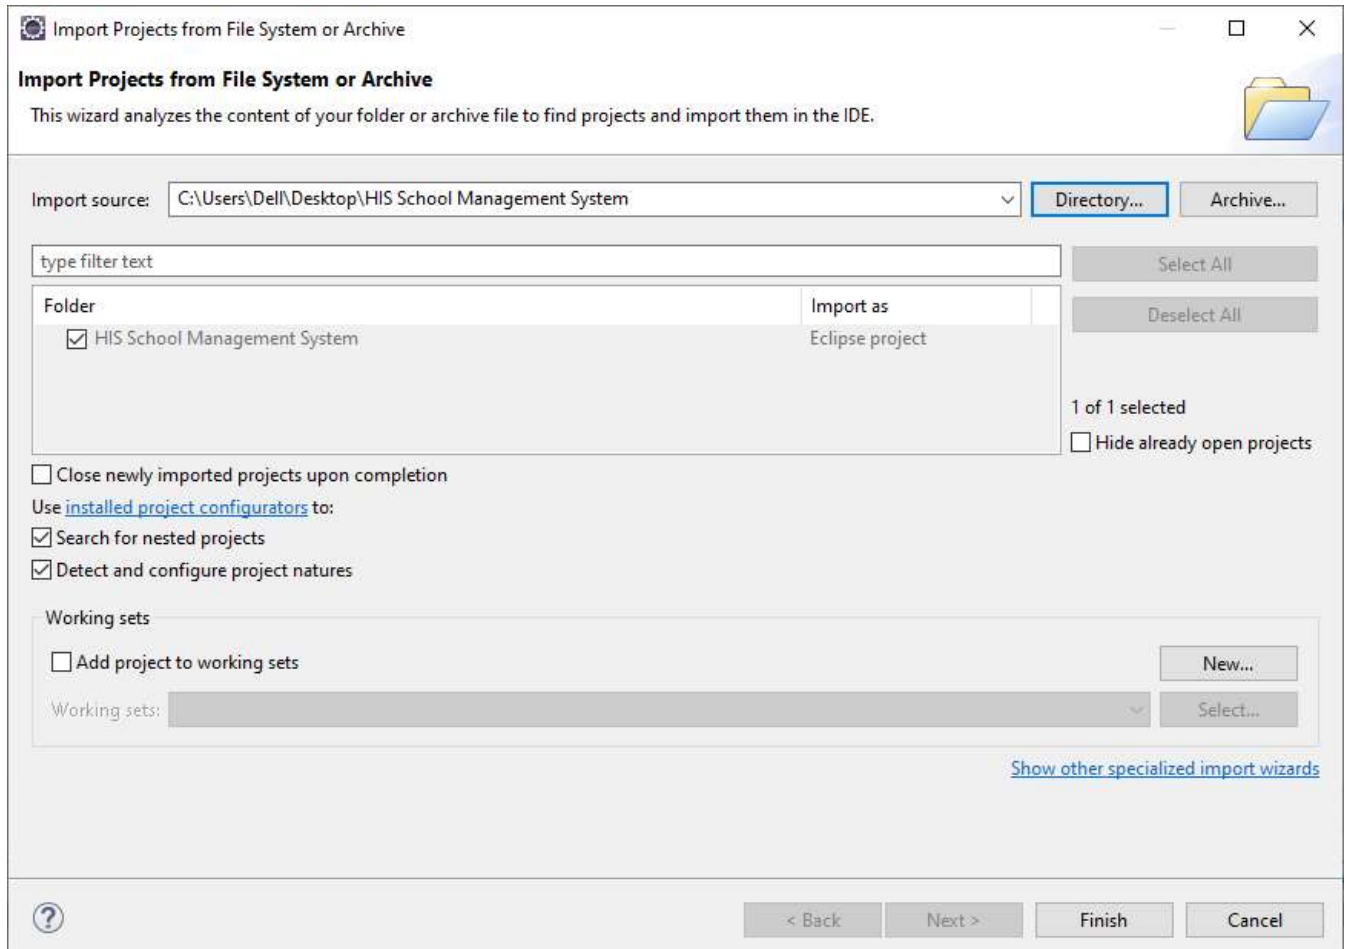 Import Projects from File System or Archive
Import Projects from File System or Archive
This wizard analyzes the content of your folder or archive file to find projects and import them in the IDE.
Import source: C:\Users\Dell\Desktop\HIS School Management System Directory... Archive...
type filter text Select All
Folder Import as Deselect All
HIS School Management System Eclipse project
1 of 1 selected
Hide already open projects
Close newly imported projects upon completion
Use installed project configurators to:
Search for nested projects
Detect and configure project natures
Working sets
Add project to working sets New...
Working sets: Select...
Show other specialized import wizards
? < Back Next > Finish Cancel